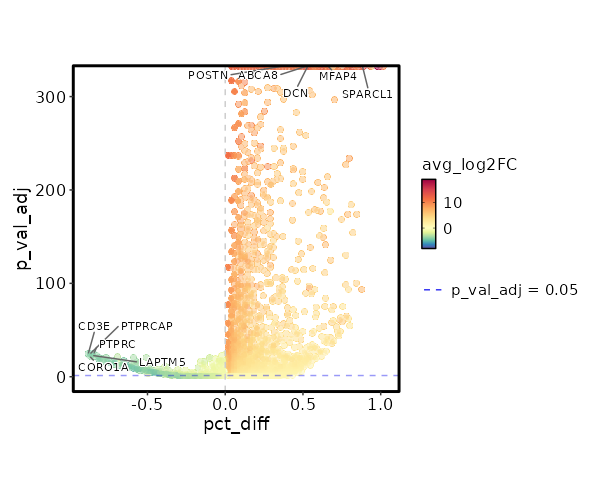 POSTN ABCA8
MFAP4
DCN
SPARCL1
300
200
100
0
p_val_adj
CD3E
PTPRCAP
PTPRC
LAPTM5
CORO1A
-0.5
0.0
0.5
1.0
pct_diff
avg_log2FC
10
0
p_val_adj = 0.05